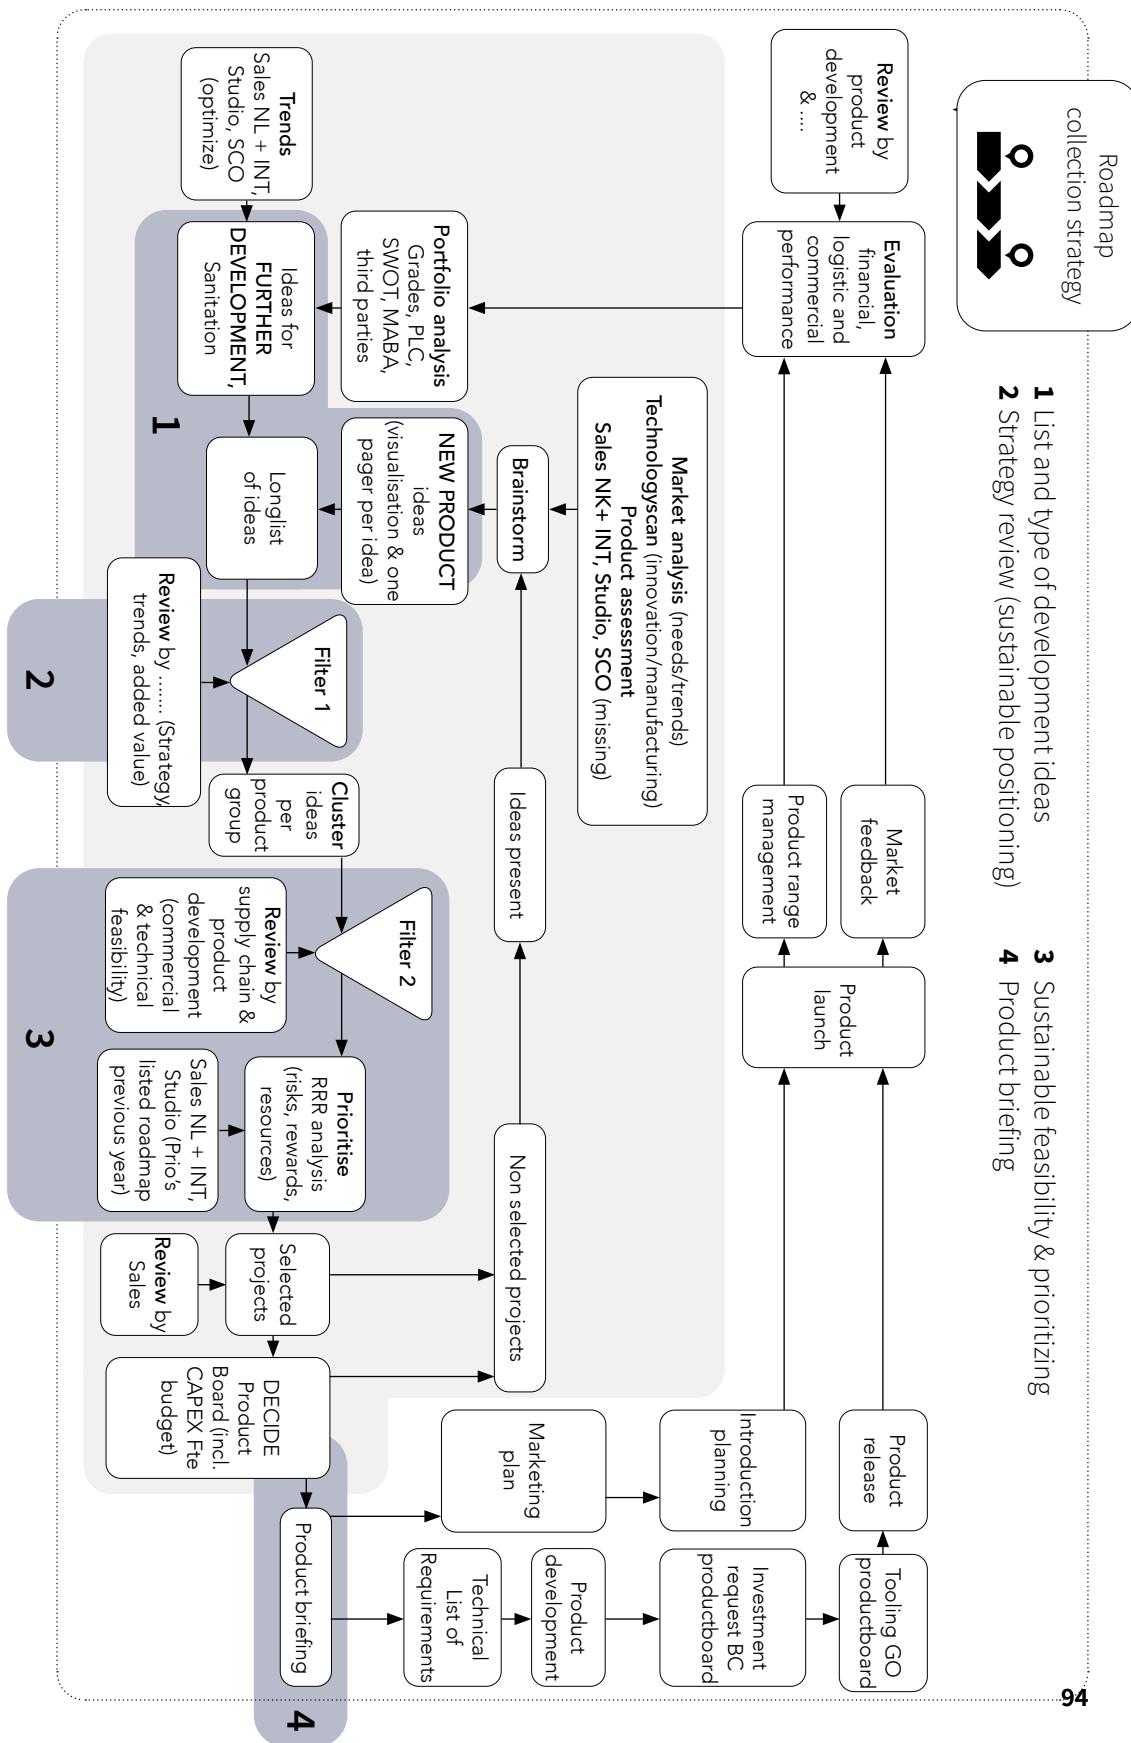 Roadmap
collection strategy
1 List and type of development ideas
2 Strategy review (sustainable positioning)
3 Sustainable feasibility & prioritizing
4 Product briefing
Review by
product
development
& ....
Evaluation
financial,
logistic and
commercial
performance
Market
feedback
Product range
management
Product
launch
Product
release
Tooling GO
productboard
Introduction
planning
Investment
request BC
productboard
Market analysis (needs/trends)
Technologyscan (innovation/manufacturing)
Product assessment
Sales NK+ INT, Studio, SCO (missing)
Brainstorm
Ideas present
Non selected projects
Marketing
plan
Product
development
Technical
List of
Requirements
Portfolio analysis
Grades, PLC,
SWOT, MABA,
third parties
NEW PRODUCT
ideas
(visualisation & one
pager per idea)
Trends
Sales NL + INT,
Studio, SCO
(optimize)
Ideas for
FURTHER
DEVELOPMENT,
Sanitation
Longlist
of ideas
1
Filter 1
Review by ........ (Strategy,
trends, added value)
2
Cluster
ideas
per
product
group
Filter 2
Review by
supply chain &
product
development
(commercial
& technical
feasibility)
3
Prioritise
RRR analysis
(risks, rewards,
resources)
Sales NL + INT,
Studio (Prio's
listed roadmap
previous year)
Selected
projects
Review by
Sales
DECIDE
Product
Board (incl.
CAPEX Fte
budget)
Product briefing
4
94